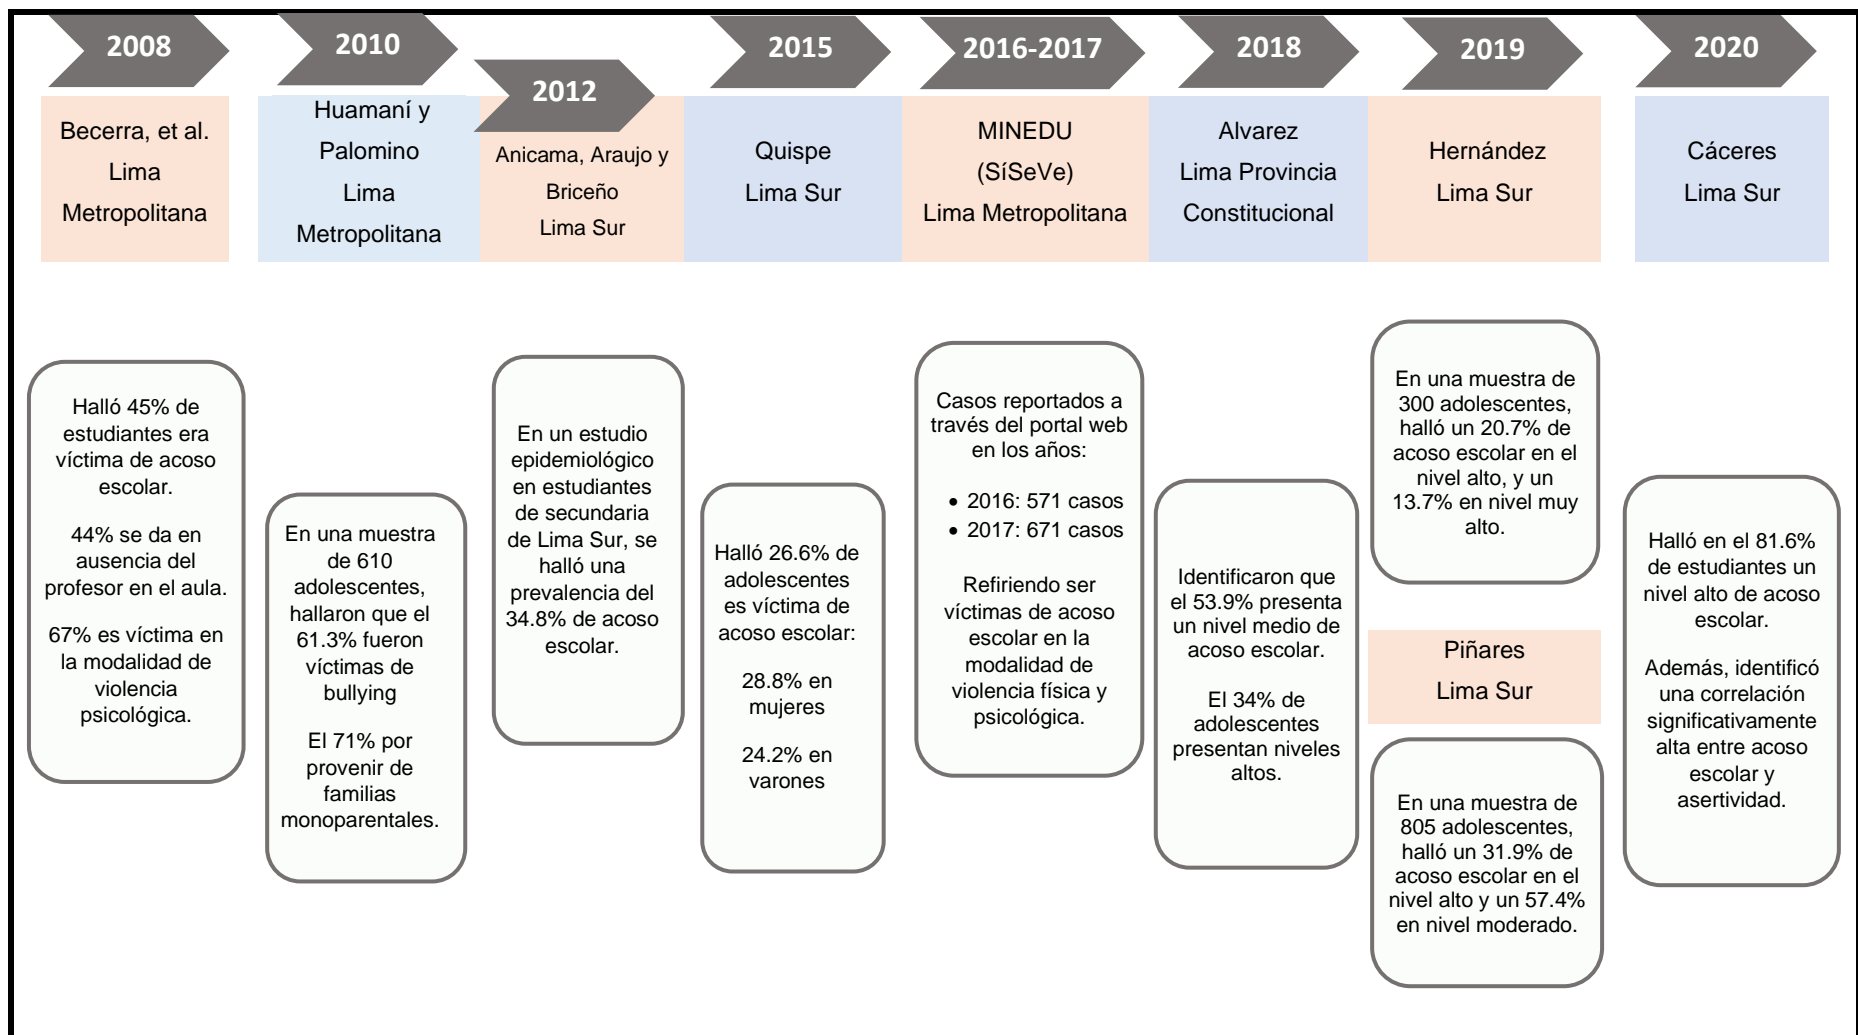 2008
Becerra, et al.
Lima
Metropolitana
Halló 45% de
estudiantes era
víctima de acoso
escolar.
44% se da en
ausencia del
profesor en el aula.
67% es víctima en
la modalidad de
violencia
psicológica.
2010
Huamaní y
Palomino
Lima
Metropolitana
En una muestra
de 610
adolescentes,
hallaron que el
61.3% fueron
víctimas de
bullying
El 71% por
provenir de
familias
monoparentales.
2012
Anicama, Araujo y
Briceño
Lima Sur
En un estudio
epidemiológico
en estudiantes
de secundaria
de Lima Sur, se
halló una
prevalencia del
34.8% de acoso
escolar.
2015
Quispe
Lima Sur
Halló 26.6% de
adolescentes
es víctima de
acoso escolar:
28.8% en
mujeres
24.2% en
varones
2016-2017
MINEDU
(SíSeVe)
Lima Metropolitana
Casos reportados a
través del portal web
en los años:
• 2016: 571 casos
• 2017: 671 casos
Refiriendo ser
víctimas de acoso
escolar en la
modalidad de
violencia física y
psicológica.
2018
Alvarez
Lima Provincia
Constitucional
Identificaron que
el 53.9% presenta
un nivel medio de
acoso escolar.
El 34% de
adolescentes
presentan niveles
altos.
2019
Hernández
Lima Sur
En una muestra de
300 adolescentes,
halló un 20.7% de
acoso escolar en el
nivel alto, y un
13.7% en nivel muy
alto.
Piñares
Lima Sur
En una muestra de
805 adolescentes,
halló un 31.9% de
acoso escolar en el
nivel alto y un 57.4%
en nivel moderado.
2020
Cáceres
Lima Sur
Halló en el 81.6%
de estudiantes un
nivel alto de acoso
escolar.
Además, identificó
una correlación
significativamente
alta entre acoso
escolar y
asertividad.